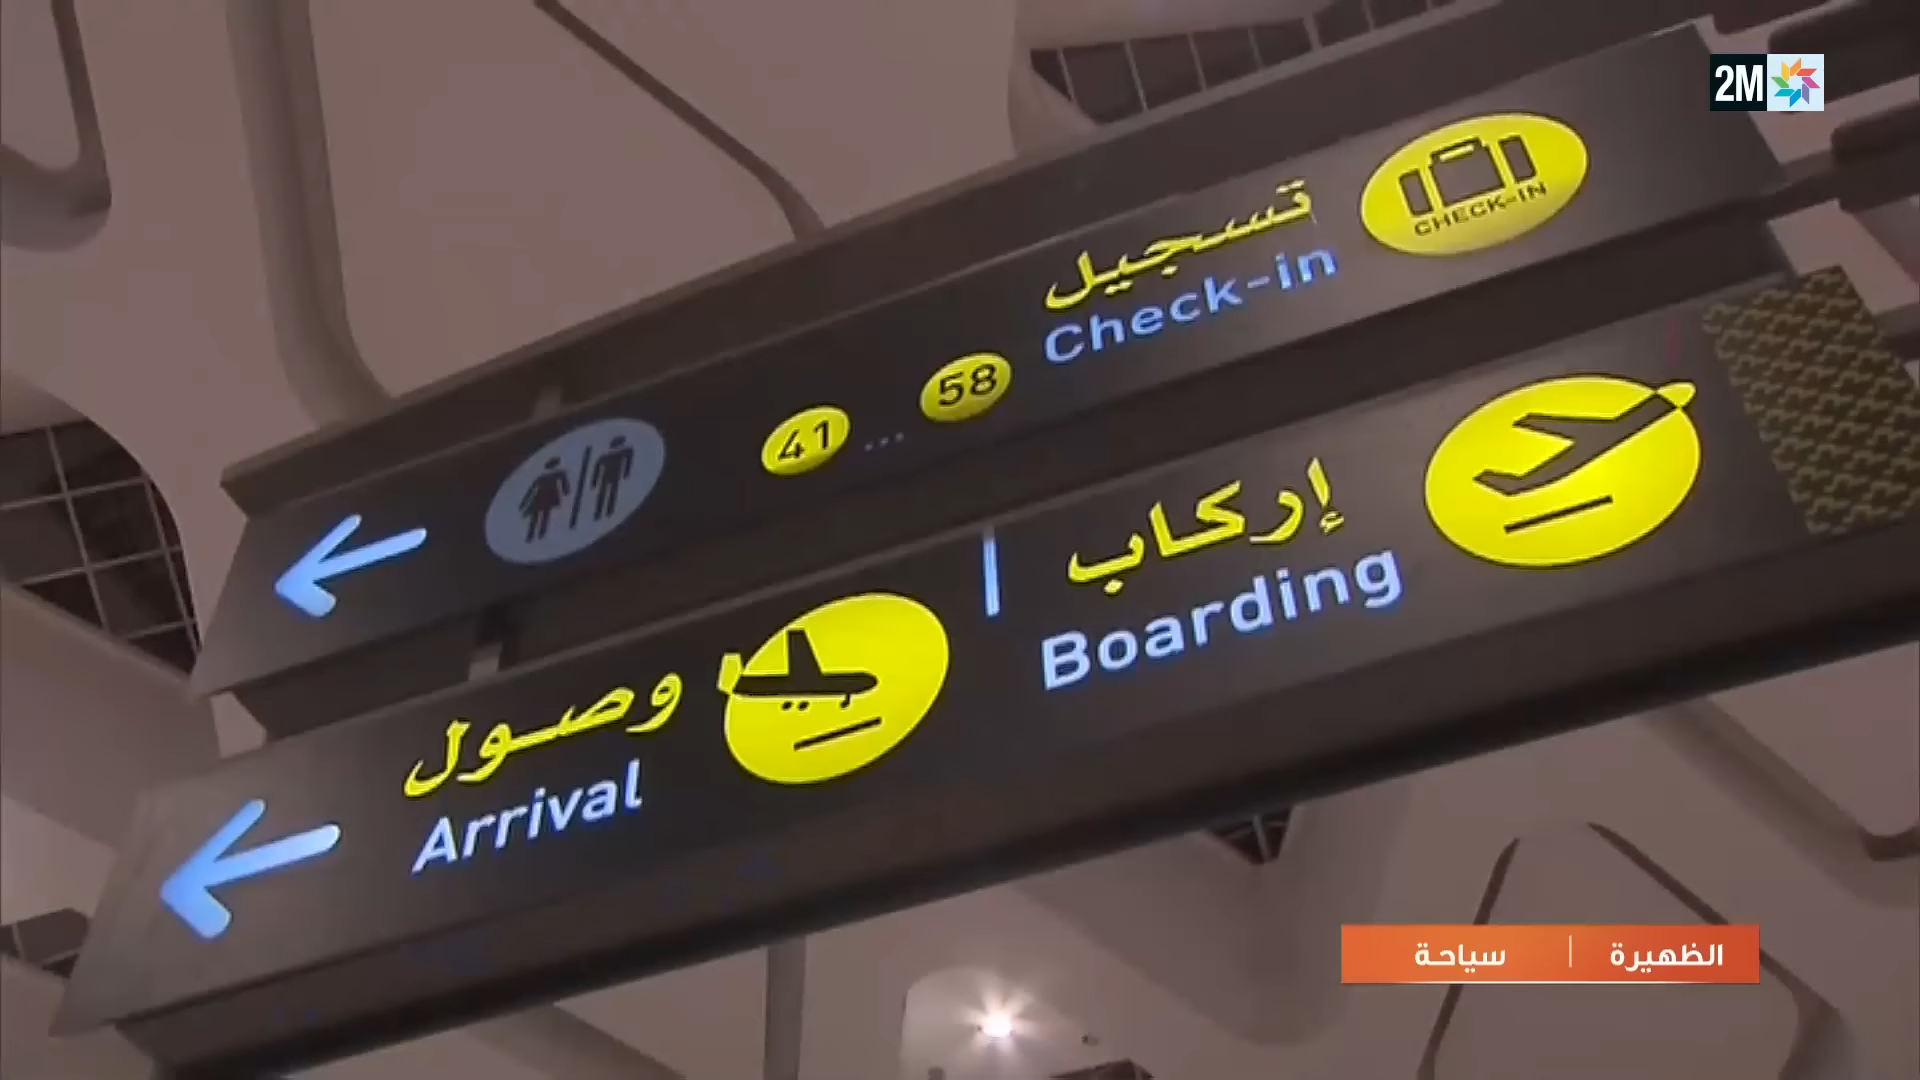 2M
تسجيل
Check-in
CHECK-IN
41 ... 58
إركاب
Boarding
وصول
Arrival
الظهيرة | سياحة